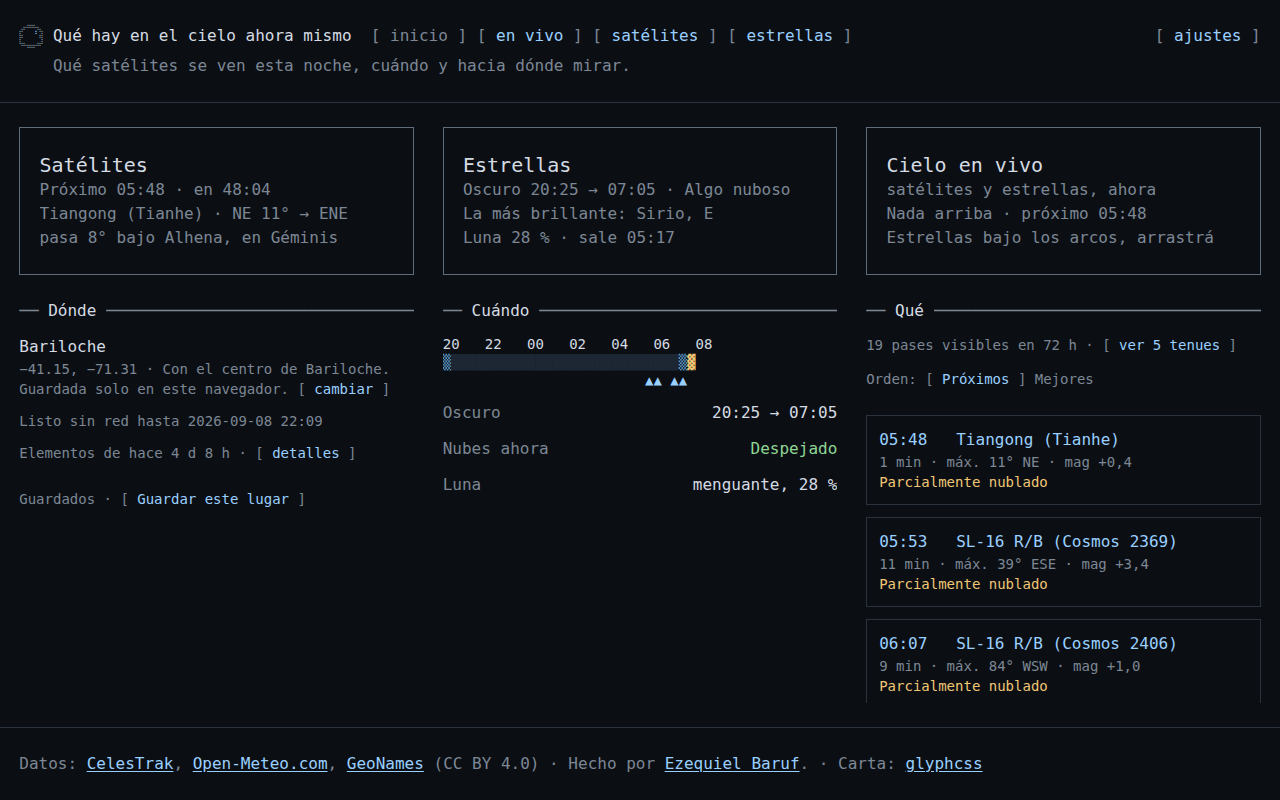 Qué hay en el cielo ahora mismo [ inicio ] [ en vivo ] [ satélites ] [ estrellas ] [ ajustes ]
Qué satélites se ven esta noche, cuándo y hacia dónde mirar.
Satélites
Próximo 05:48 · en 48:04
Tiangong (Tianhe) · NE 11° → ENE
pasa 8° bajo Alhena, en Géminis
Estrellas
Oscuro 20:25 → 07:05 · Algo nuboso
La más brillante: Sirio, E
Luna 28 % · sale 05:17
Cielo en vivo
satélites y estrellas, ahora
Nada arriba · próximo 05:48
Estrellas bajo los arcos, arrastrá
Dónde
Bariloche
−41.15, −71.31 · Con el centro de Bariloche.
Guardada solo en este navegador. [ cambiar ]
Listo sin red hasta 2026-09-08 22:09
Elementos de hace 4 d 8 h · [ detalles ]
Guardados · [ Guardar este lugar ]
Cuándo
20 22 00 02 04 06 08
▲▲ ▲▲
Oscuro 20:25 → 07:05
Nubes ahora Despejado
Luna menguante, 28 %
Qué
19 pases visibles en 72 h · [ ver 5 tenues ]
Orden: [ Próximos ] Mejores
05:48 Tiangong (Tianhe)
1 min · máx. 11° NE · mag +0,4
Parcialmente nublado
05:53 SL-16 R/B (Cosmos 2369)
11 min · máx. 39° ESE · mag +3,4
Parcialmente nublado
06:07 SL-16 R/B (Cosmos 2406)
9 min · máx. 84° WSW · mag +1,0
Parcialmente nublado
Datos: CelesTrak, Open-Meteo.com, GeoNames (CC BY 4.0) · Hecho por Ezequiel Baruf. · Carta: glyphcss